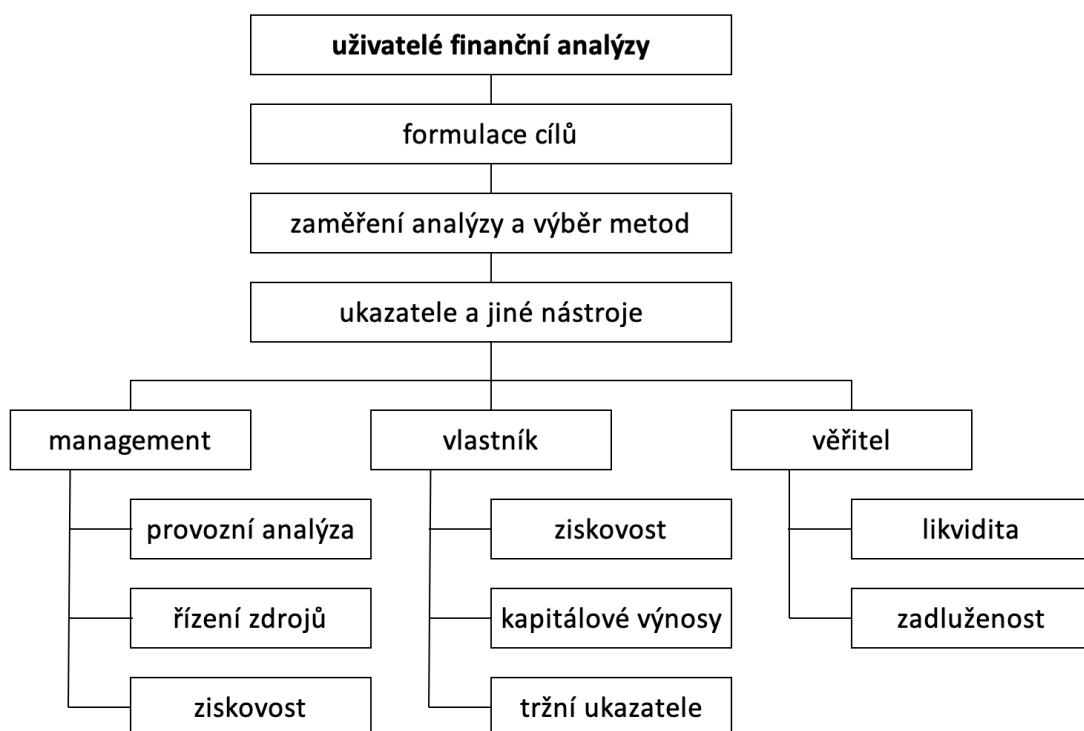 uživatelé finanční analýzy
formulace cílů
zaměření analýzy a výběr metod
ukazatele a jiné nástroje
management
vlastník
věřitel
provozní analýza
ziskovost
likvidita
řízení zdrojů
kapitálové výnosy
zadluženost
ziskovost
tržní ukazatele